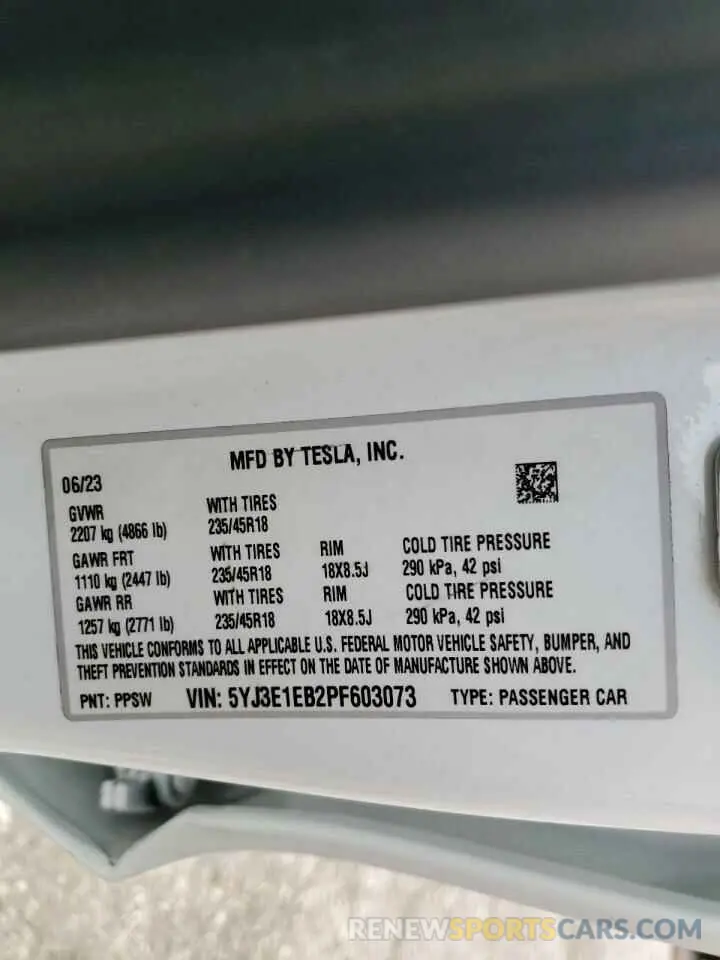 MFD BY TESLA, INC.
06/23
GVWR WITH TIRES
2207 kg (4866 lb) 235/45R18
GAWR FRT WITH TIRES RIM COLD TIRE PRESSURE
1110 kg (2447 lb) 235/45R18 18X8.5J 290 kPa, 42 psi
GAWR RR WITH TIRES RIM COLD TIRE PRESSURE
1257 kg (2771 lb) 235/45R18 18X8.5J 290 kPa, 42 psi
THIS VEHICLE CONFORMS TO ALL APPLICABLE U.S. FEDERAL MOTOR VEHICLE SAFETY, BUMPER, AND
THEFT PREVENTION STANDARDS IN EFFECT ON THE DATE OF MANUFACTURE SHOWN ABOVE.
PNT: PPSW VIN: 5YJ3E1EB2PF603073 TYPE: PASSENGER CAR
RENEWSPORTSCARS.COM